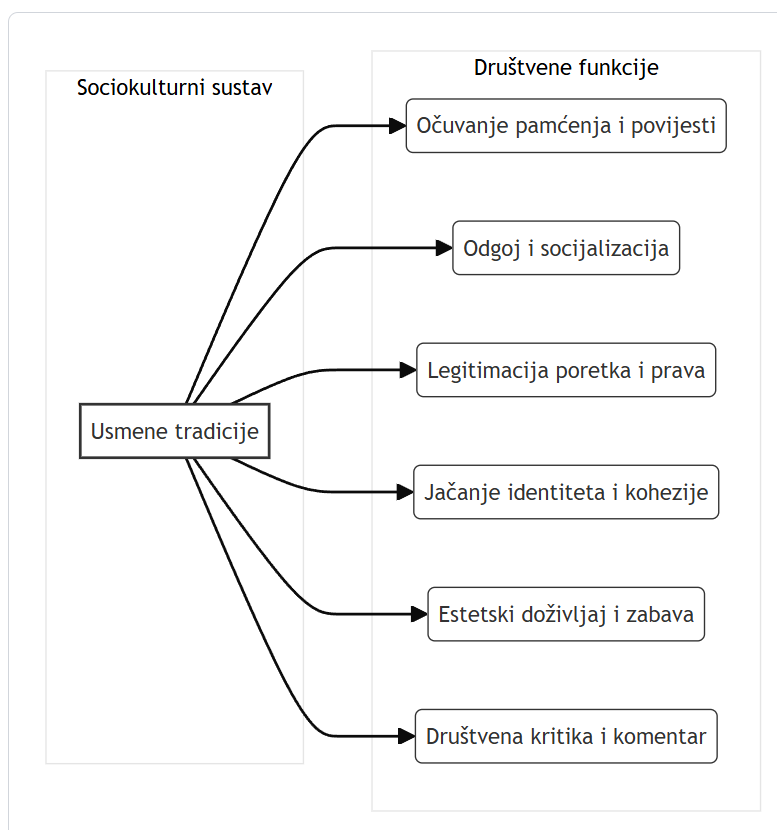 Sociokulturni sustav
Društvene funkcije
Očuvanje pamćenja i povijesti
Odgoj i socijalizacija
Legitimacija poretka i prava
Usmene tradicije
Jačanje identiteta i kohezije
Estetski doživljaj i zabava
Društvena kritika i komentar